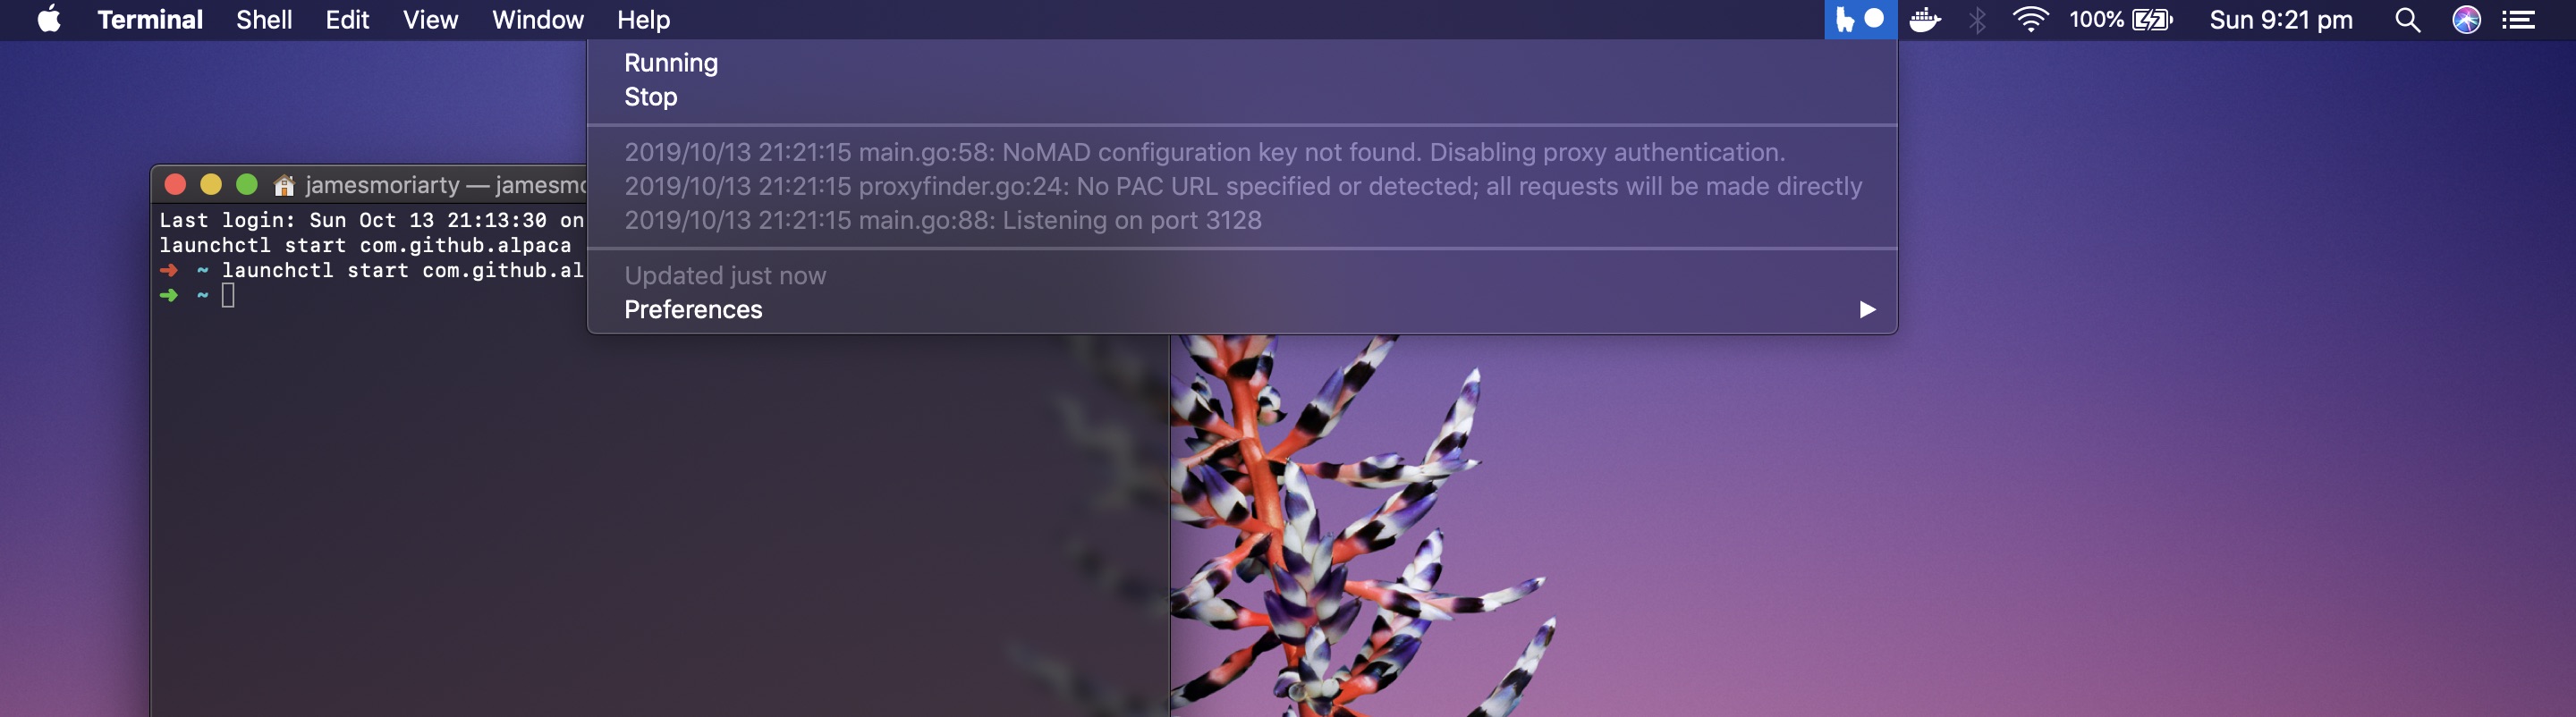 Terminal Shell Edit View Window Help 100% Sun 9:21 pm
Running
Stop
2019/10/13 21:21:15 main.go:58: NoMAD configuration key not found. Disabling proxy authentication.
2019/10/13 21:21:15 proxyfinder.go:24: No PAC URL specified or detected; all requests will be made directly
2019/10/13 21:21:15 main.go:88: Listening on port 3128
Updated just now
Preferences
jamesmoriarty — jamesmo
Last login: Sun Oct 13 21:13:30 on
launchctl start com.github.alpaca
➜ ~ launchctl start com.github.al
➜ ~